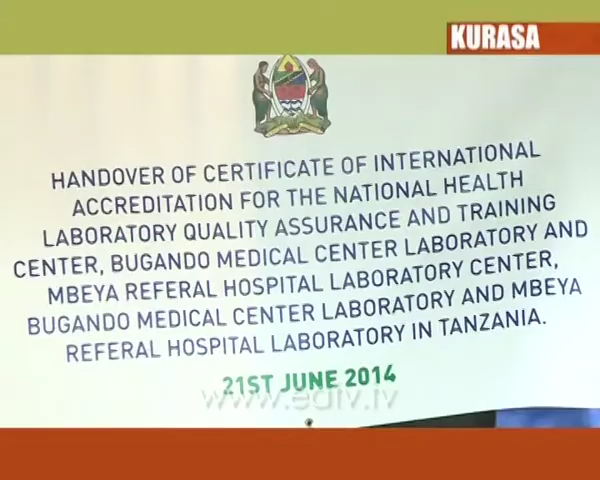 KURASA
HANDOVER OF CERTIFICATE OF INTERNATIONAL
ACCREDITATION FOR THE NATIONAL HEALTH
LABORATORY QUALITY ASSURANCE AND TRAINING
CENTER, BUGANDO MEDICAL CENTER LABORATORY AND
MBEYA REFERAL HOSPITAL LABORATORY CENTER,
BUGANDO MEDICAL CENTER LABORATORY AND MBEYA
REFERAL HOSPITAL LABORATORY IN TANZANIA.
21ST JUNE 2014
www.eatv.tv